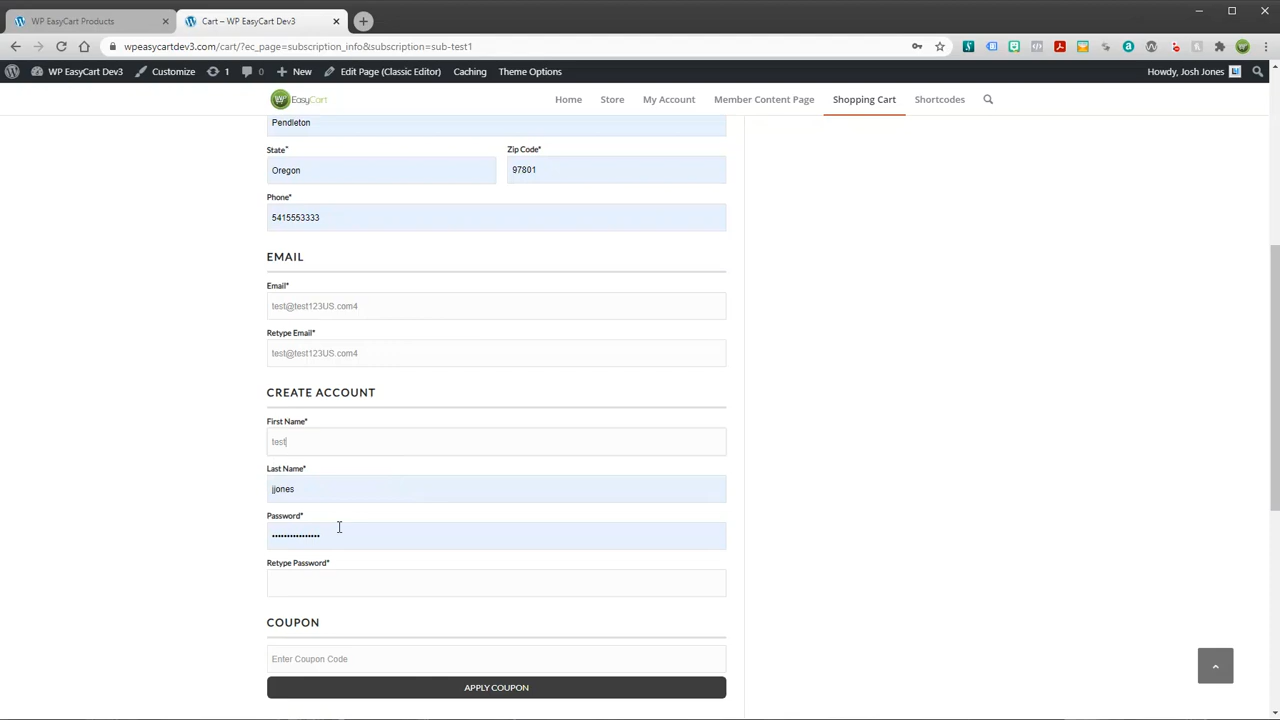 WP EasyCart Products
Cart – WP EasyCart Dev3
wpeasycartdev3.com/cart/?ec_page=subscription_info&subscription=sub-test1
WP EasyCart Dev3
Customize
1
0
New
Edit Page (Classic Editor)
Caching
Theme Options
Howdy, Josh Jones
WP EasyCart
Home
Store
My Account
Member Content Page
Shopping Cart
Shortcodes
Pendleton
State*
Zip Code*
Oregon
97801
Phone*
5415553333
EMAIL
Email*
test@test123US.com4
Retype Email*
test@test123US.com4
CREATE ACCOUNT
First Name*
test
Last Name*
jjones
Password*
••••••••••••••••
Retype Password*
COUPON
Enter Coupon Code
APPLY COUPON